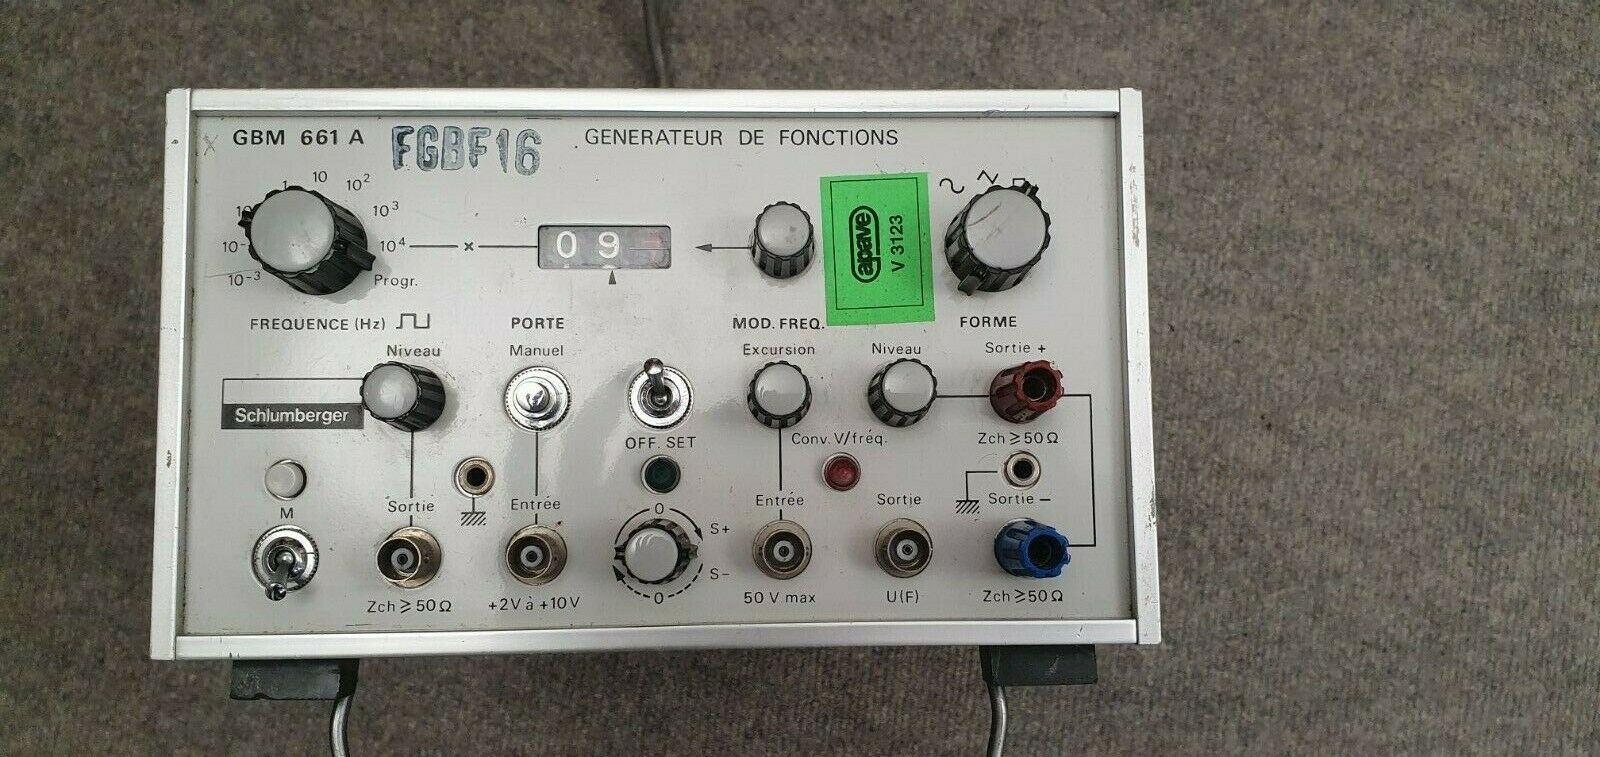 GBM 661 A FGBF16 GENERATEUR DE FONCTIONS
1 10 10² 10³ 10⁴ × 09
10⁻³ Progr.
apave
V 3123
FREQUENCE (Hz) PORTE MOD. FREQ. FORME
Niveau Manuel Excursion Niveau Sortie +
Schlumberger
OFF. SET Conv. V/fréq. Zch ≥ 50 Ω
M Sortie Entrée Entrée Sortie Sortie –
0 S+
S–
0
Zch ≥ 50 Ω +2V à +10V 50 V max U(F) Zch ≥ 50 Ω